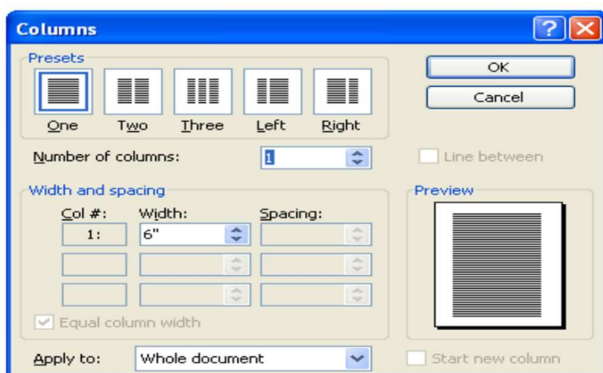 Columns
Presets
One Two Three Left Right
OK
Cancel
Number of columns: 1
Line between
Width and spacing
Col #: Width: Spacing:
1: 6"
Equal column width
Preview
Apply to: Whole document
Start new column